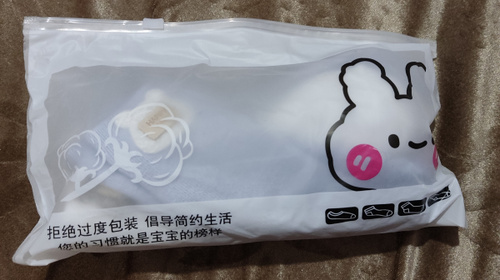 拒绝过度包装 倡导简约生活
您的习惯就是宝宝的榜样